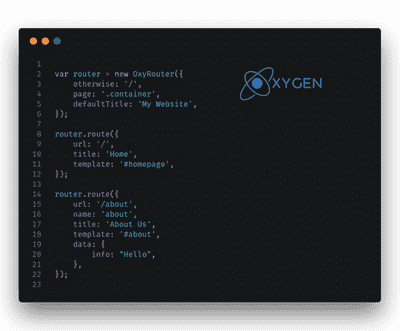 1
2 var router = new OxyRouter({
3 otherwise: '/',
4 page: '.container',
5 defaultTitle: 'My Website',
6 });
7
8 router.route({
9 url: '/',
10 title: 'Home',
11 template: '#homepage',
12 });
13
14 router.route({
15 url: '/about',
16 name: 'about',
17 title: 'About Us',
18 template: '#about',
19 data: {
20 info: "Hello",
21 },
22 });
23
XYGEN